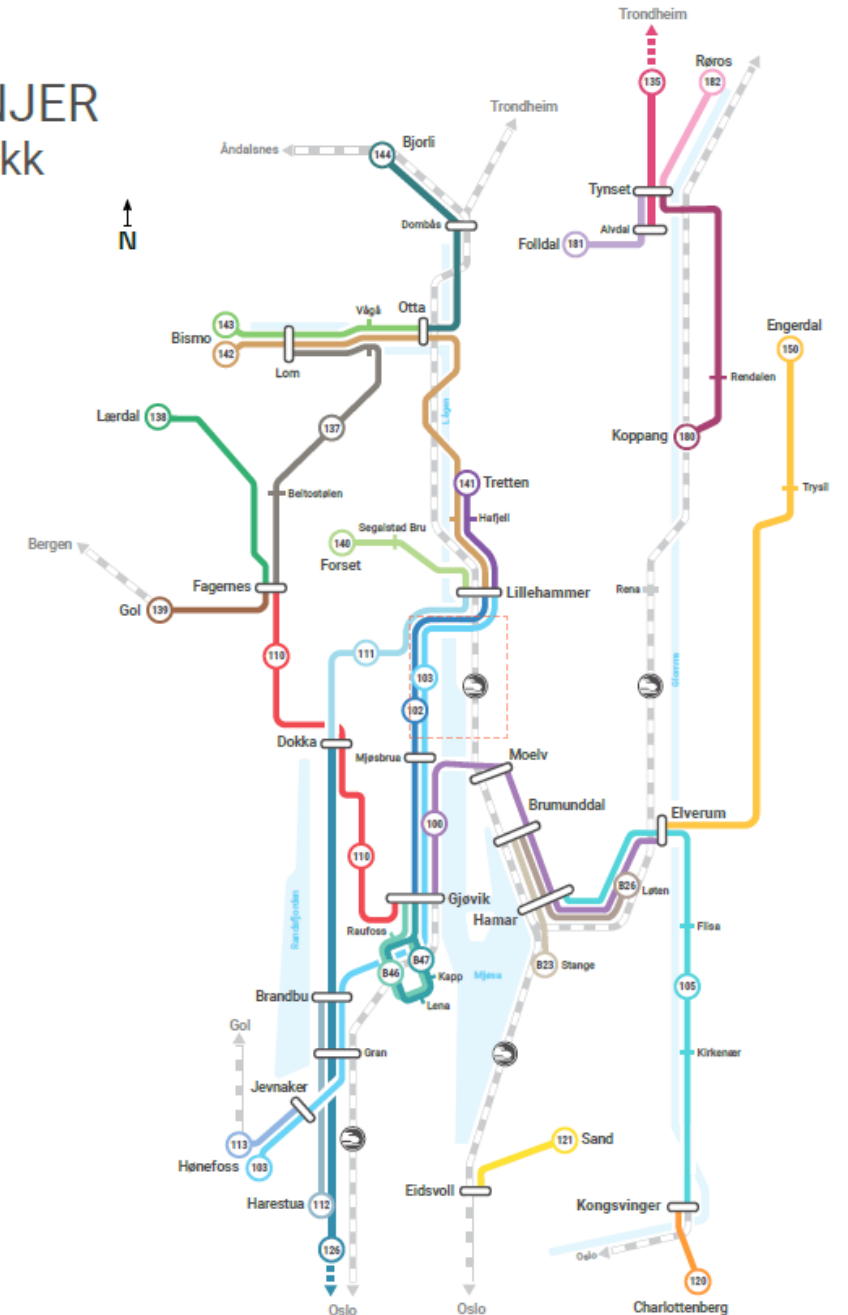 NJER
kk
N
Trondheim
135
Røros
182
Trondheim
Åndalsnes
144
Bjorli
Tynset
Dombås
Alvdal
Folldal
181
Otta
Vågå
143
Bismo
142
Lom
Engerdal
150
Rendalen
Lærdal
138
137
Koppang
180
Lågen
Beitostølen
141
Tretten
Trysil
Hafjell
Segalstad Bru
140
Forset
Bergen
Fagernes
Lillehammer
Rena
Gol
139
110
111
103
Glomma
102
Dokka
Mjøsbrua
Moelv
Brumunddal
100
Elverum
110
B26
Løten
Gjøvik
Hamar
Raufoss
Randsfjorden
Flisa
B46
B47
Kapp
Mjøsa
B23
Stange
Lena
105
Brandbu
Gol
Gran
Kirkenær
Jevnaker
113
Hønefoss
103
121
Sand
Eidsvoll
Harestua
112
Kongsvinger
126
Oslo
120
Oslo
Oslo
Charlottenberg